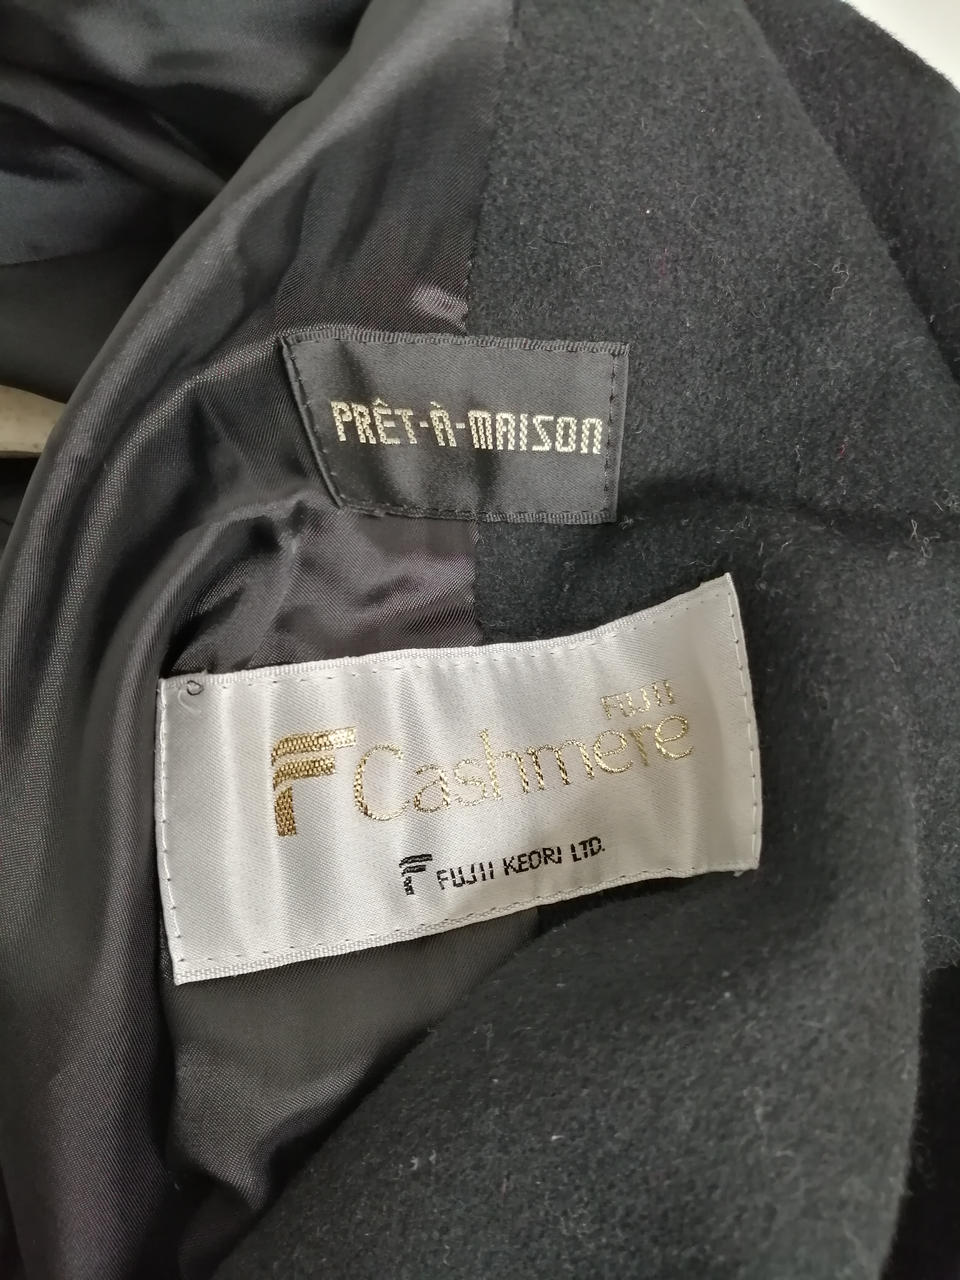 PRÊT-À-MAISON
FUJII
F Cashmere
F FUJII KEORI LTD.